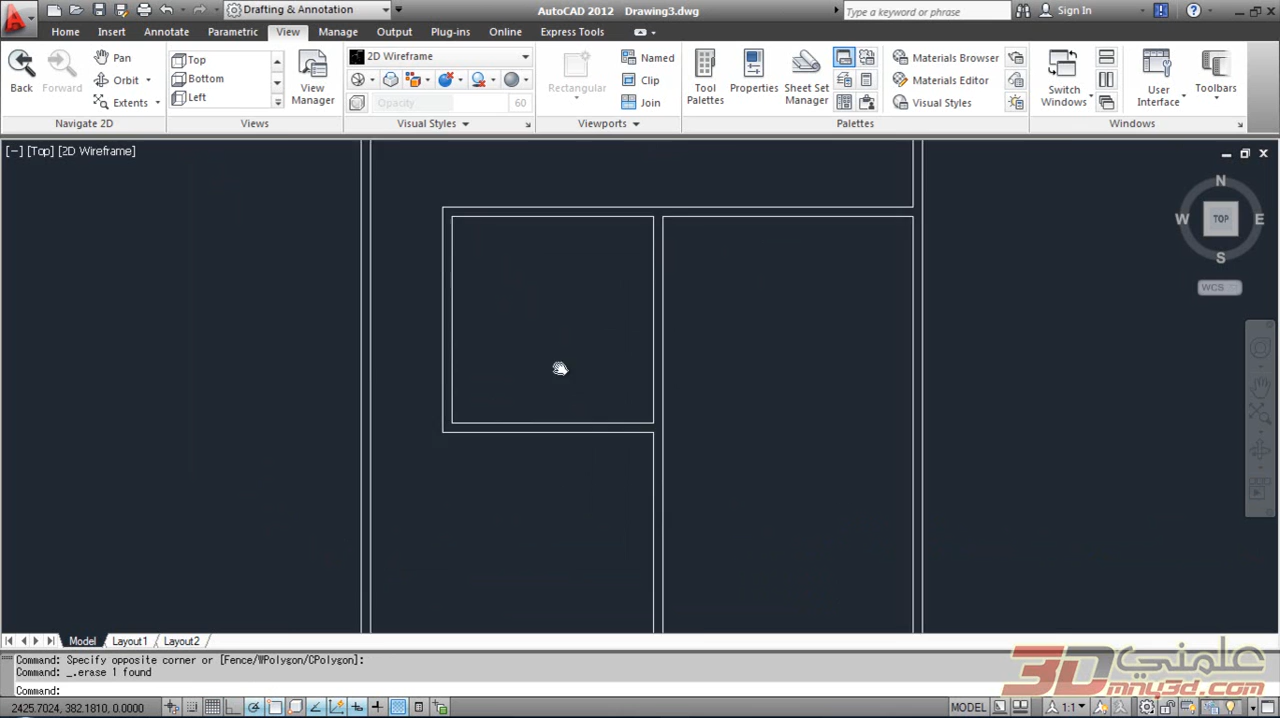 Drafting & Annotation
AutoCAD 2012 Drawing3.dwg
Type a keyword or phrase
Sign In
Home Insert Annotate Parametric View Manage Output Plug-ins Online Express Tools
Back
Forward
Pan
Orbit
Extents
Navigate 2D
Top
Bottom
Left
View Manager
Views
2D Wireframe
Opacity 60
Visual Styles
Rectangular
Named
Clip
Join
Viewports
Tool Palettes
Properties
Sheet Set Manager
Materials Browser
Materials Editor
Visual Styles
Palettes
Switch Windows
User Interface
Toolbars
Windows
[−] [Top] [2D Wireframe]
N
W TOP E
S
WCS
Model Layout1 Layout2
Command: Specify opposite corner or [Fence/WPolygon/CPolygon]:
Command: _.erase 1 found
Command:
2425.7024, 382.1810, 0.0000
MODEL
1:1
3D علمني
mny3d.com